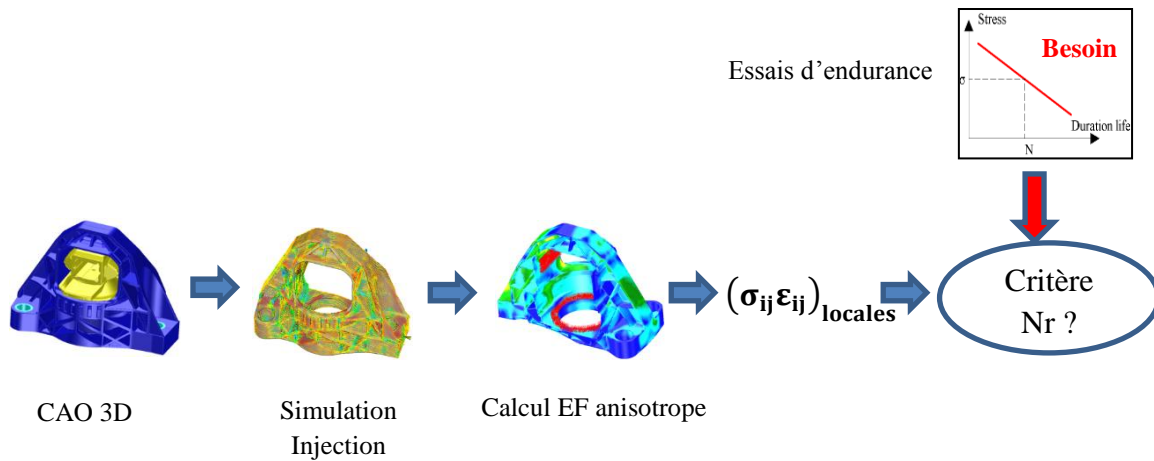 Stress
Besoin
Essais d'endurance
σ
Duration life
N
(σijεij)locales
Critère
Nr ?
CAO 3D
Simulation
Injection
Calcul EF anisotrope